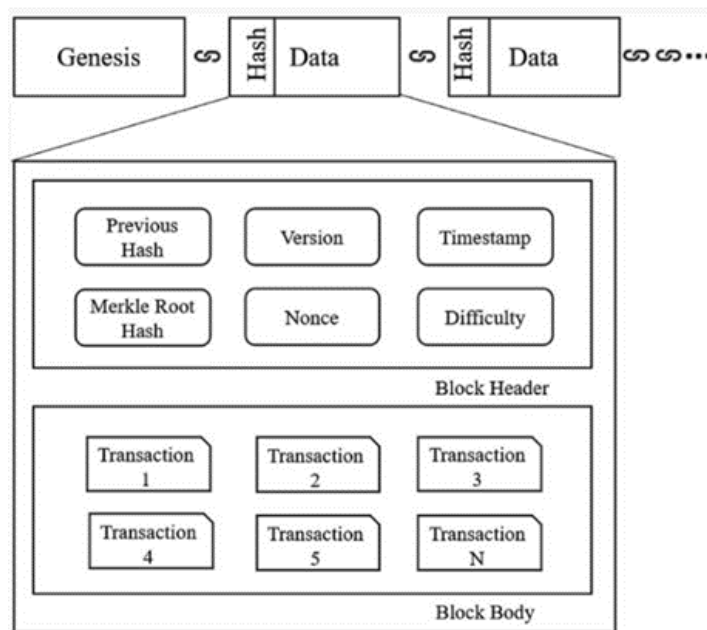 Genesis
Hash
Data
Hash
Data
Previous
Hash
Version
Timestamp
Merkle Root
Hash
Nonce
Difficulty
Block Header
Transaction
1
Transaction
2
Transaction
3
Transaction
4
Transaction
5
Transaction
N
Block Body